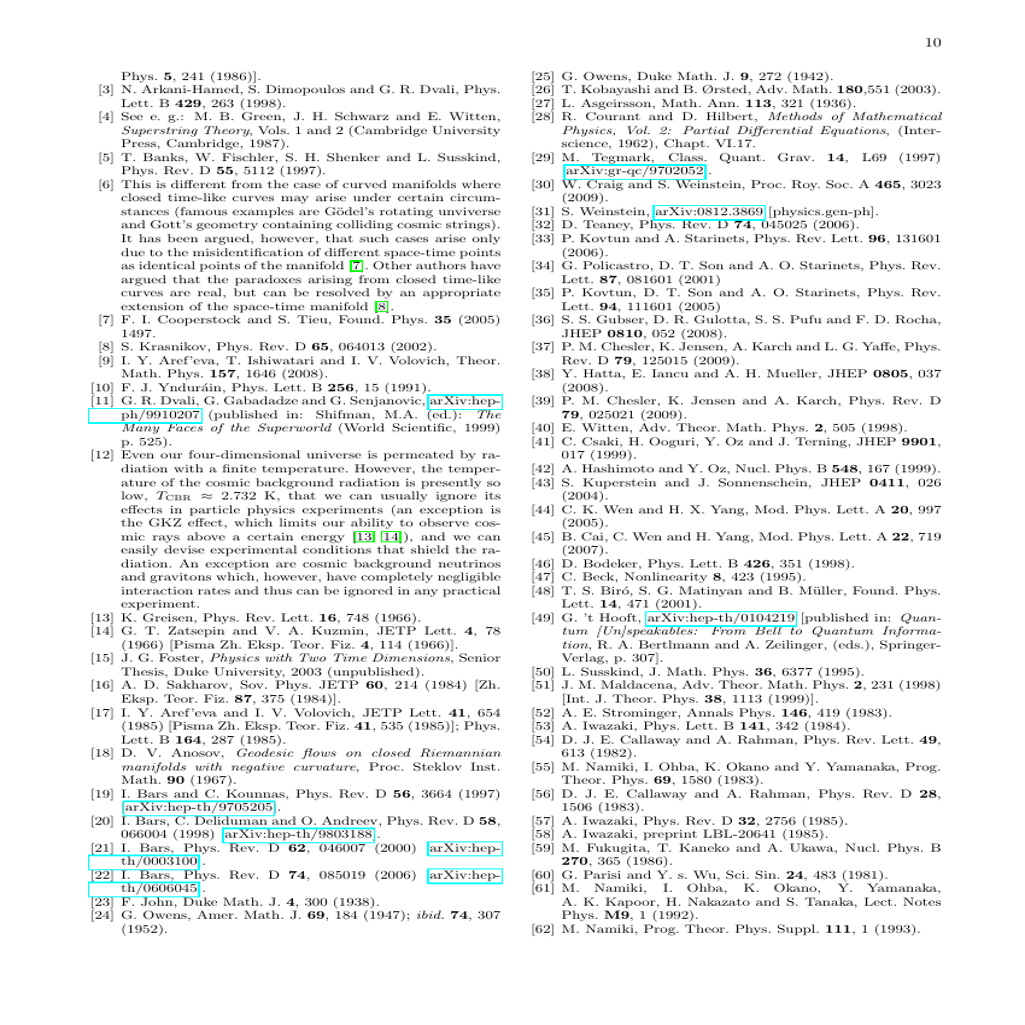 10
Phys. 5, 241 (1986)].
[3] N. Arkani-Hamed, S. Dimopoulos and G. R. Dvali, Phys.
Lett. B 429, 263 (1998).
[4] See e. g.: M. B. Green, J. H. Schwarz and E. Witten,
Superstring Theory, Vols. 1 and 2 (Cambridge University
Press, Cambridge, 1987).
[5] T. Banks, W. Fischler, S. H. Shenker and L. Susskind,
Phys. Rev. D 55, 5112 (1997).
[6] This is different from the case of curved manifolds where
closed time-like curves may arise under certain circum-
stances (famous examples are Gödel's rotating unviverse
and Gott's geometry containing colliding cosmic strings).
It has been argued, however, that such cases arise only
due to the misidentification of different space-time points
as identical points of the manifold [7]. Other authors have
argued that the paradoxes arising from closed time-like
curves are real, but can be resolved by an appropriate
extension of the space-time manifold [8].
[7] F. I. Cooperstock and S. Tieu, Found. Phys. 35 (2005)
1497.
[8] S. Krasnikov, Phys. Rev. D 65, 064013 (2002).
[9] I. Y. Aref'eva, T. Ishiwatari and I. V. Volovich, Theor.
Math. Phys. 157, 1646 (2008).
[10] F. J. Ynduráin, Phys. Lett. B 256, 15 (1991).
[11] G. R. Dvali, G. Gabadadze and G. Senjanovic, arXiv:hep-
ph/9910207 (published in: Shifman, M.A. (ed.): The
Many Faces of the Superworld (World Scientific, 1999)
p. 525).
[12] Even our four-dimensional universe is permeated by ra-
diation with a finite temperature. However, the temper-
ature of the cosmic background radiation is presently so
low, TCBR ≈ 2.732 K, that we can usually ignore its
effects in particle physics experiments (an exception is
the GKZ effect, which limits our ability to observe cos-
mic rays above a certain energy [13, 14]), and we can
easily devise experimental conditions that shield the ra-
diation. An exception are cosmic background neutrinos
and gravitons which, however, have completely negligible
interaction rates and thus can be ignored in any practical
experiment.
[13] K. Greisen, Phys. Rev. Lett. 16, 748 (1966).
[14] G. T. Zatsepin and V. A. Kuzmin, JETP Lett. 4, 78
(1966) [Pisma Zh. Eksp. Teor. Fiz. 4, 114 (1966)].
[15] J. G. Foster, Physics with Two Time Dimensions, Senior
Thesis, Duke University, 2003 (unpublished).
[16] A. D. Sakharov, Sov. Phys. JETP 60, 214 (1984) [Zh.
Eksp. Teor. Fiz. 87, 375 (1984)].
[17] I. Y. Aref'eva and I. V. Volovich, JETP Lett. 41, 654
(1985) [Pisma Zh. Eksp. Teor. Fiz. 41, 535 (1985)]; Phys.
Lett. B 164, 287 (1985).
[18] D. V. Anosov, Geodesic flows on closed Riemannian
manifolds with negative curvature, Proc. Steklov Inst.
Math. 90 (1967).
[19] I. Bars and C. Kounnas, Phys. Rev. D 56, 3664 (1997)
[arXiv:hep-th/9705205].
[20] I. Bars, C. Deliduman and O. Andreev, Phys. Rev. D 58,
066004 (1998) [arXiv:hep-th/9803188].
[21] I. Bars, Phys. Rev. D 62, 046007 (2000) [arXiv:hep-
th/0003100].
[22] I. Bars, Phys. Rev. D 74, 085019 (2006) [arXiv:hep-
th/0606045].
[23] F. John, Duke Math. J. 4, 300 (1938).
[24] G. Owens, Amer. Math. J. 69, 184 (1947); ibid. 74, 307
(1952).
[25] G. Owens, Duke Math. J. 9, 272 (1942).
[26] T. Kobayashi and B. Ørsted, Adv. Math. 180,551 (2003).
[27] L. Asgeirsson, Math. Ann. 113, 321 (1936).
[28] R. Courant and D. Hilbert, Methods of Mathematical
Physics, Vol. 2: Partial Differential Equations, (Inter-
science, 1962), Chapt. VI.17.
[29] M. Tegmark, Class. Quant. Grav. 14, L69 (1997)
[arXiv:gr-qc/9702052].
[30] W. Craig and S. Weinstein, Proc. Roy. Soc. A 465, 3023
(2009).
[31] S. Weinstein, arXiv:0812.3869 [physics.gen-ph].
[32] D. Teaney, Phys. Rev. D 74, 045025 (2006).
[33] P. Kovtun and A. Starinets, Phys. Rev. Lett. 96, 131601
(2006).
[34] G. Policastro, D. T. Son and A. O. Starinets, Phys. Rev.
Lett. 87, 081601 (2001)
[35] P. Kovtun, D. T. Son and A. O. Starinets, Phys. Rev.
Lett. 94, 111601 (2005)
[36] S. S. Gubser, D. R. Gulotta, S. S. Pufu and F. D. Rocha,
JHEP 0810, 052 (2008).
[37] P. M. Chesler, K. Jensen, A. Karch and L. G. Yaffe, Phys.
Rev. D 79, 125015 (2009).
[38] Y. Hatta, E. Iancu and A. H. Mueller, JHEP 0805, 037
(2008).
[39] P. M. Chesler, K. Jensen and A. Karch, Phys. Rev. D
79, 025021 (2009).
[40] E. Witten, Adv. Theor. Math. Phys. 2, 505 (1998).
[41] C. Csaki, H. Ooguri, Y. Oz and J. Terning, JHEP 9901,
017 (1999).
[42] A. Hashimoto and Y. Oz, Nucl. Phys. B 548, 167 (1999).
[43] S. Kuperstein and J. Sonnenschein, JHEP 0411, 026
(2004).
[44] C. K. Wen and H. X. Yang, Mod. Phys. Lett. A 20, 997
(2005).
[45] B. Cai, C. Wen and H. Yang, Mod. Phys. Lett. A 22, 719
(2007).
[46] D. Bodeker, Phys. Lett. B 426, 351 (1998).
[47] C. Beck, Nonlinearity 8, 423 (1995).
[48] T. S. Biró, S. G. Matinyan and B. Müller, Found. Phys.
Lett. 14, 471 (2001).
[49] G. 't Hooft, arXiv:hep-th/0104219 [published in: Quan-
tum [Un]speakables: From Bell to Quantum Informa-
tion, R. A. Bertlmann and A. Zeilinger, (eds.), Springer-
Verlag, p. 307].
[50] L. Susskind, J. Math. Phys. 36, 6377 (1995).
[51] J. M. Maldacena, Adv. Theor. Math. Phys. 2, 231 (1998)
[Int. J. Theor. Phys. 38, 1113 (1999)].
[52] A. E. Strominger, Annals Phys. 146, 419 (1983).
[53] A. Iwazaki, Phys. Lett. B 141, 342 (1984).
[54] D. J. E. Callaway and A. Rahman, Phys. Rev. Lett. 49,
613 (1982).
[55] M. Namiki, I. Ohba, K. Okano and Y. Yamanaka, Prog.
Theor. Phys. 69, 1580 (1983).
[56] D. J. E. Callaway and A. Rahman, Phys. Rev. D 28,
1506 (1983).
[57] A. Iwazaki, Phys. Rev. D 32, 2756 (1985).
[58] A. Iwazaki, preprint LBL-20641 (1985).
[59] M. Fukugita, T. Kaneko and A. Ukawa, Nucl. Phys. B
270, 365 (1986).
[60] G. Parisi and Y. s. Wu, Sci. Sin. 24, 483 (1981).
[61] M. Namiki, I. Ohba, K. Okano, Y. Yamanaka,
A. K. Kapoor, H. Nakazato and S. Tanaka, Lect. Notes
Phys. M9, 1 (1992).
[62] M. Namiki, Prog. Theor. Phys. Suppl. 111, 1 (1993).